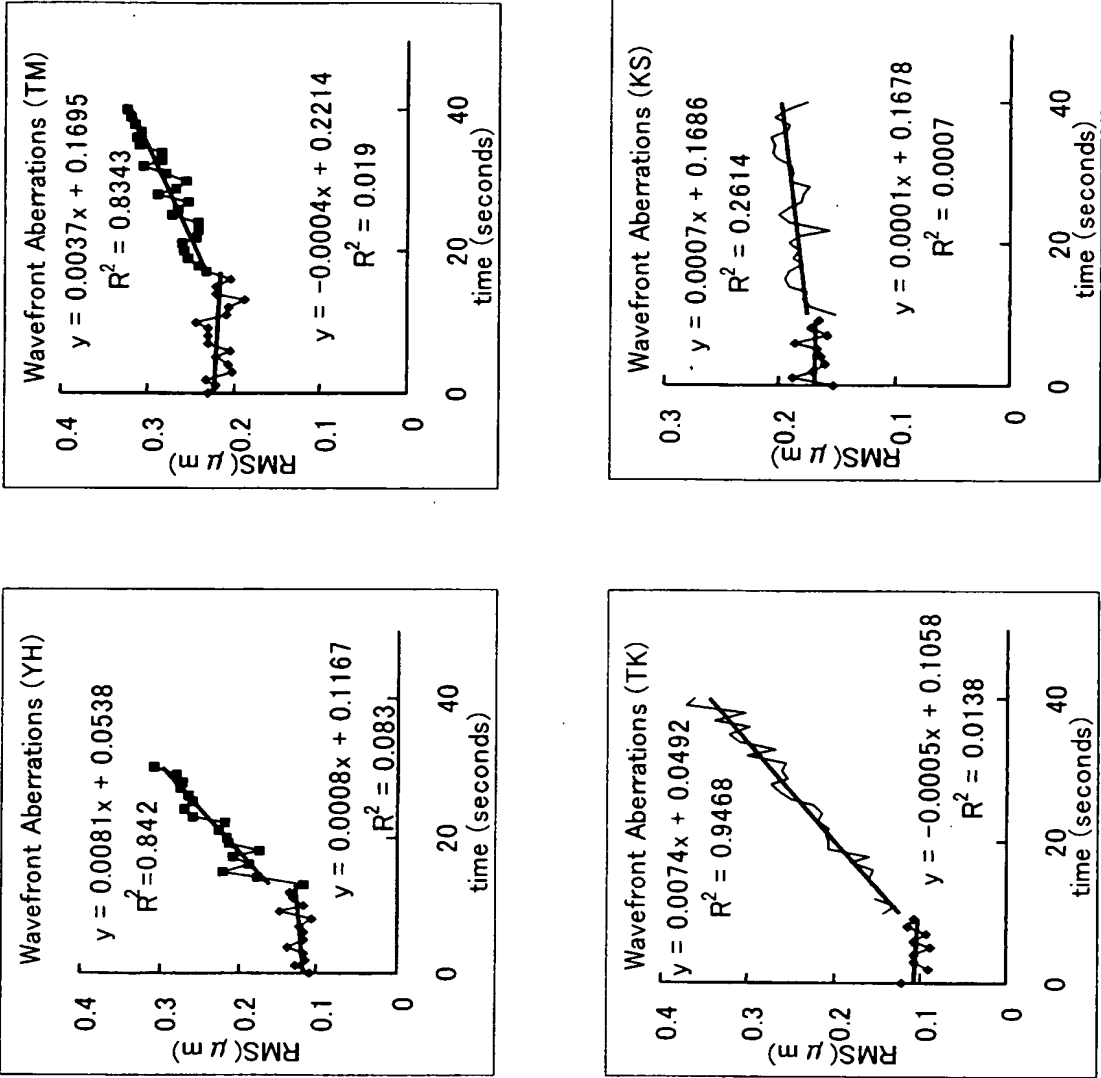 Wavefront Aberrations (YH)
y = 0.0081x + 0.0538
R²=0.842
y = 0.0008x + 0.1167
R² = 0.083
0.4
0.3
0.2
0.1
0
RMS(μm)
0
20
40
time (seconds)
Wavefront Aberrations (TM)
y = 0.0037x + 0.1695
R² = 0.8343
y = −0.0004x + 0.2214
R² = 0.019
0.4
0.3
0.2
0.1
0
RMS(μm)
0
20
40
time (seconds)
Wavefront Aberrations (TK)
y = 0.0074x + 0.0492
R² = 0.9468
y = −0.0005x + 0.1058
R² = 0.0138
0.4
0.3
0.2
0.1
0
RMS(μm)
0
20
40
time (seconds)
Wavefront Aberrations (KS)
y = 0.0007x + 0.1686
R² = 0.2614
y = 0.0001x + 0.1678
R² = 0.0007
0.3
0.2
0.1
0
RMS(μm)
0
20
40
time (seconds)